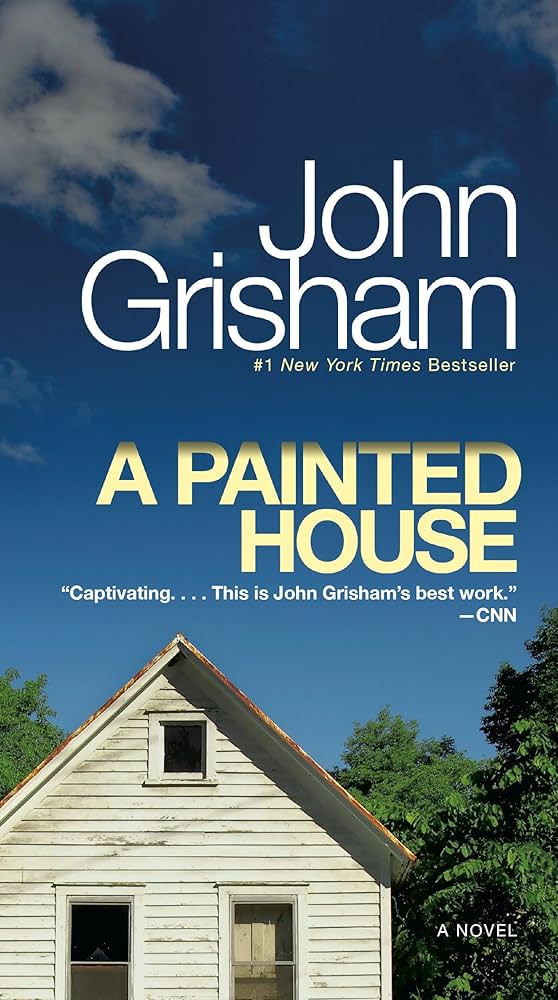 John
Grisham
#1 New York Times Bestseller
A PAINTED
HOUSE
“Captivating. . . . This is John Grisham’s best work.”
—CNN
A NOVEL